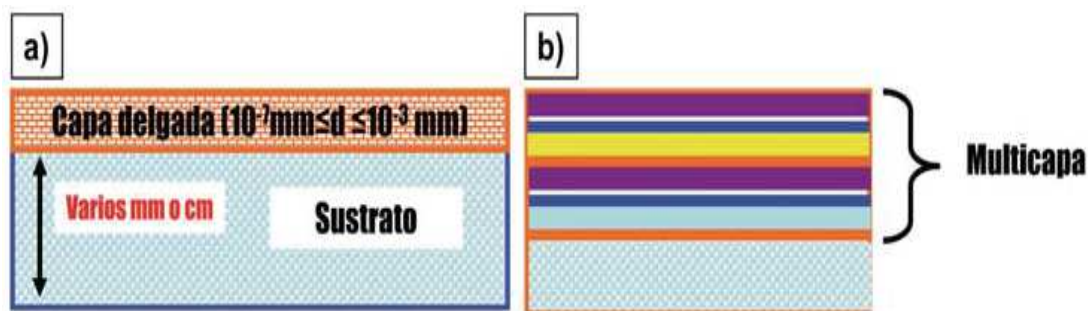 a)
Capa delgada (10⁻⁷mm≤d ≤10⁻³ mm)
Varios mm o cm
Sustrato
b)
Multicapa